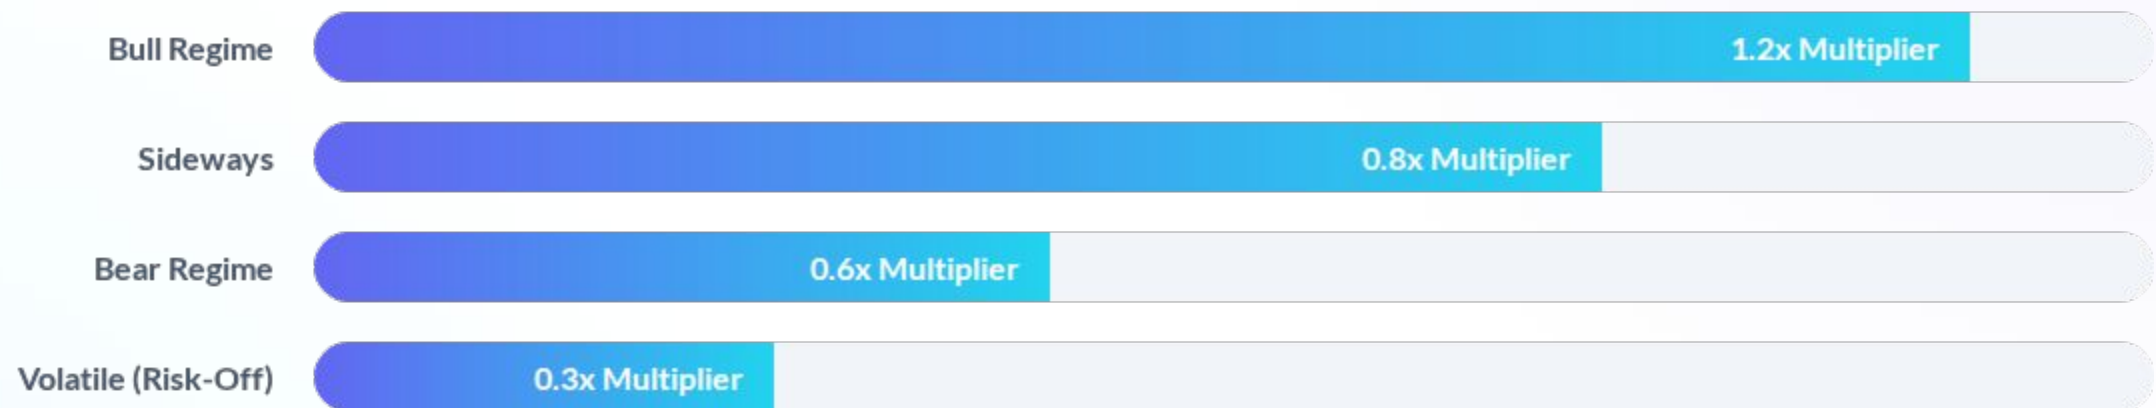 Bull Regime 1.2x Multiplier
Sideways 0.8x Multiplier
Bear Regime 0.6x Multiplier
Volatile (Risk-Off) 0.3x Multiplier